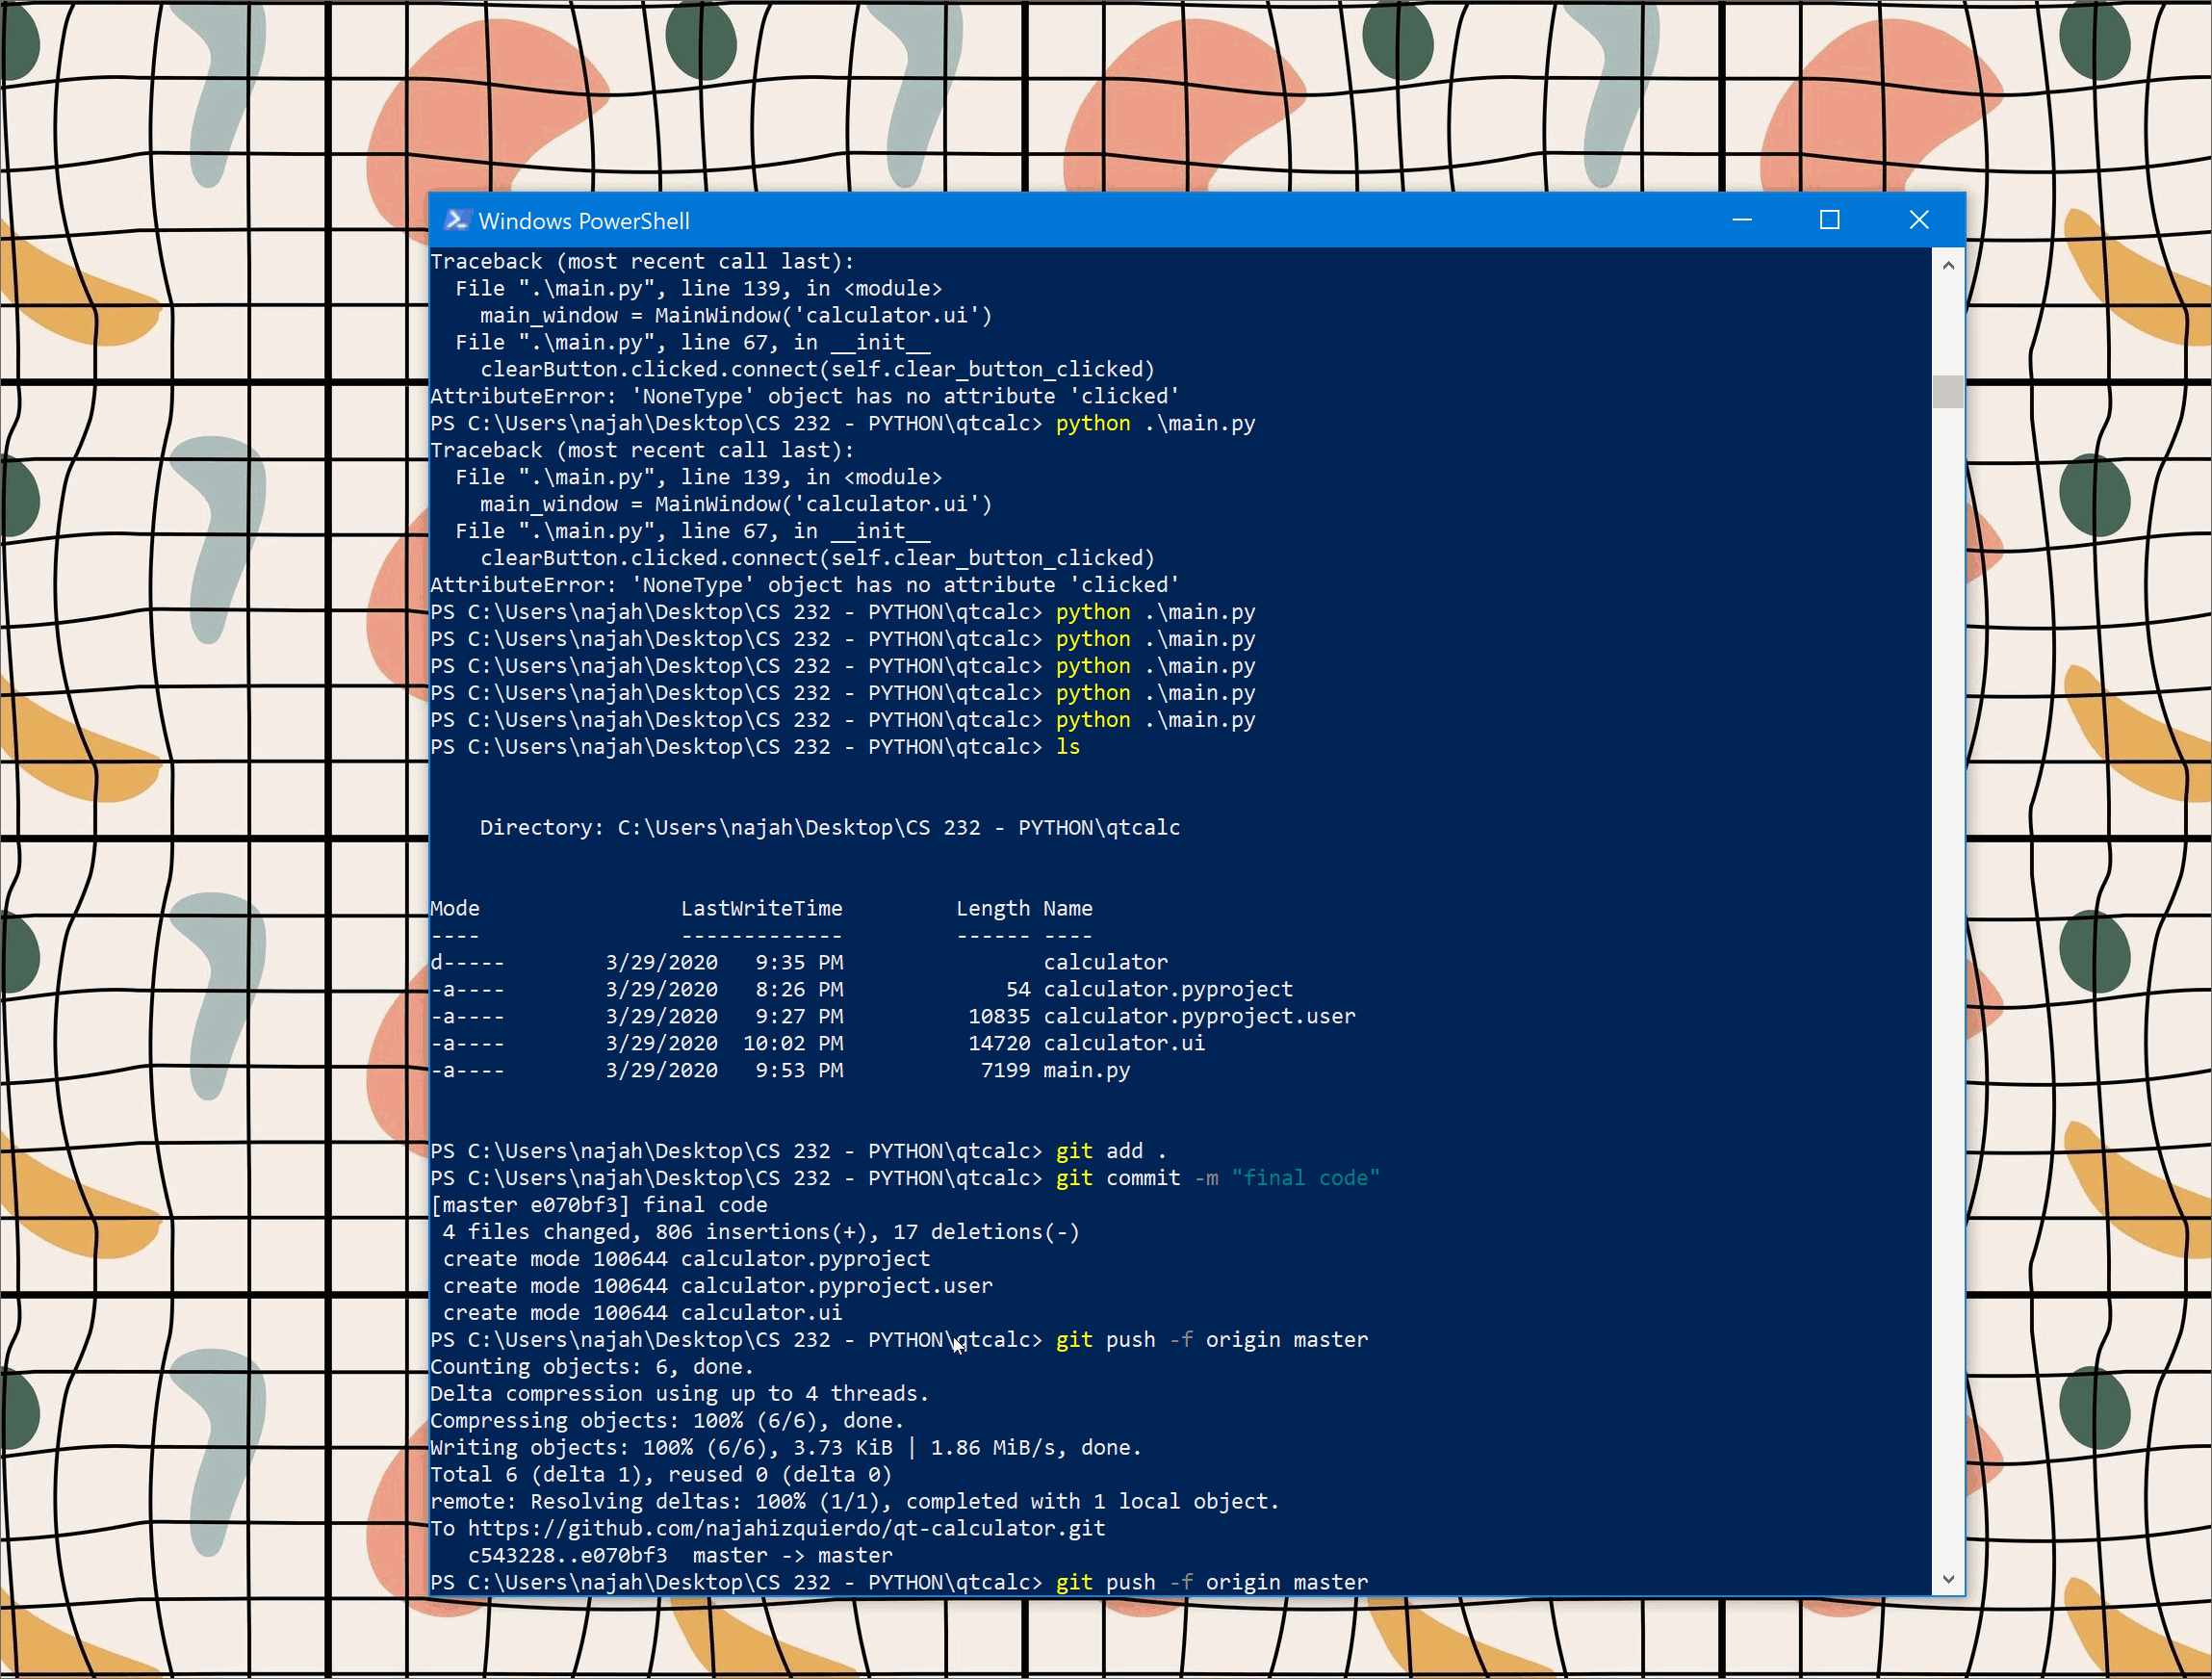 Windows PowerShell
Traceback (most recent call last):
  File ".\main.py", line 139, in <module>
    main_window = MainWindow('calculator.ui')
  File ".\main.py", line 67, in __init__
    clearButton.clicked.connect(self.clear_button_clicked)
AttributeError: 'NoneType' object has no attribute 'clicked'
PS C:\Users\najah\Desktop\CS 232 - PYTHON\qtcalc> python .\main.py
Traceback (most recent call last):
  File ".\main.py", line 139, in <module>
    main_window = MainWindow('calculator.ui')
  File ".\main.py", line 67, in __init__
    clearButton.clicked.connect(self.clear_button_clicked)
AttributeError: 'NoneType' object has no attribute 'clicked'
PS C:\Users\najah\Desktop\CS 232 - PYTHON\qtcalc> python .\main.py
PS C:\Users\najah\Desktop\CS 232 - PYTHON\qtcalc> python .\main.py
PS C:\Users\najah\Desktop\CS 232 - PYTHON\qtcalc> python .\main.py
PS C:\Users\najah\Desktop\CS 232 - PYTHON\qtcalc> python .\main.py
PS C:\Users\najah\Desktop\CS 232 - PYTHON\qtcalc> python .\main.py
PS C:\Users\najah\Desktop\CS 232 - PYTHON\qtcalc> ls
    Directory: C:\Users\najah\Desktop\CS 232 - PYTHON\qtcalc
Mode                LastWriteTime         Length Name
----                -------------         ------ ----
d-----        3/29/2020   9:35 PM                calculator
-a----        3/29/2020   8:26 PM             54 calculator.pyproject
-a----        3/29/2020   9:27 PM          10835 calculator.pyproject.user
-a----        3/29/2020  10:02 PM          14720 calculator.ui
-a----        3/29/2020   9:53 PM           7199 main.py
PS C:\Users\najah\Desktop\CS 232 - PYTHON\qtcalc> git add .
PS C:\Users\najah\Desktop\CS 232 - PYTHON\qtcalc> git commit -m "final code"
[master e070bf3] final code
 4 files changed, 806 insertions(+), 17 deletions(-)
 create mode 100644 calculator.pyproject
 create mode 100644 calculator.pyproject.user
 create mode 100644 calculator.ui
PS C:\Users\najah\Desktop\CS 232 - PYTHON\qtcalc> git push -f origin master
Counting objects: 6, done.
Delta compression using up to 4 threads.
Compressing objects: 100% (6/6), done.
Writing objects: 100% (6/6), 3.73 KiB | 1.86 MiB/s, done.
Total 6 (delta 1), reused 0 (delta 0)
remote: Resolving deltas: 100% (1/1), completed with 1 local object.
To https://github.com/najahizquierdo/qt-calculator.git
   c543228..e070bf3  master -> master
PS C:\Users\najah\Desktop\CS 232 - PYTHON\qtcalc> git push -f origin master